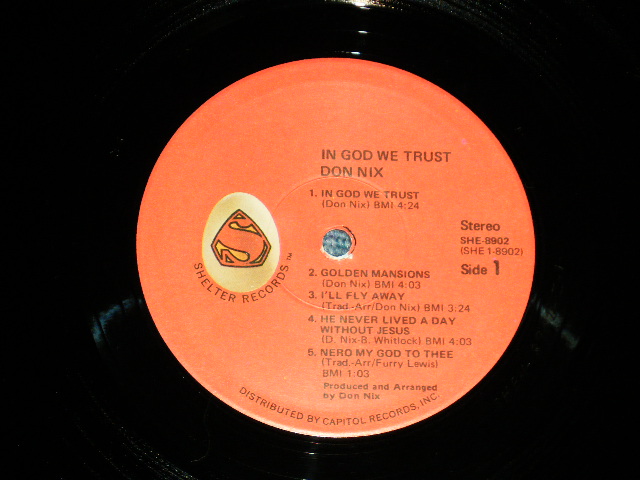 IN GOD WE TRUST
DON NIX
1. IN GOD WE TRUST
(Don Nix) BMI 4:24
Stereo
SHE-8902
(SHE 1-8902)
Side 1
2. GOLDEN MANSIONS
(Don Nix) BMI 4:03
3. I'LL FLY AWAY
(Trad.-Arr/Don Nix) BMI 3:24
4. HE NEVER LIVED A DAY
WITHOUT JESUS
(D. Nix-B. Whitlock) BMI 4:03
5. NERO MY GOD TO THEE
(Trad.-Arr/Furry Lewis)
BMI 1:03
Produced and Arranged
by Don Nix
S
SHELTER RECORDS
DISTRIBUTED BY CAPITOL RECORDS, INC.